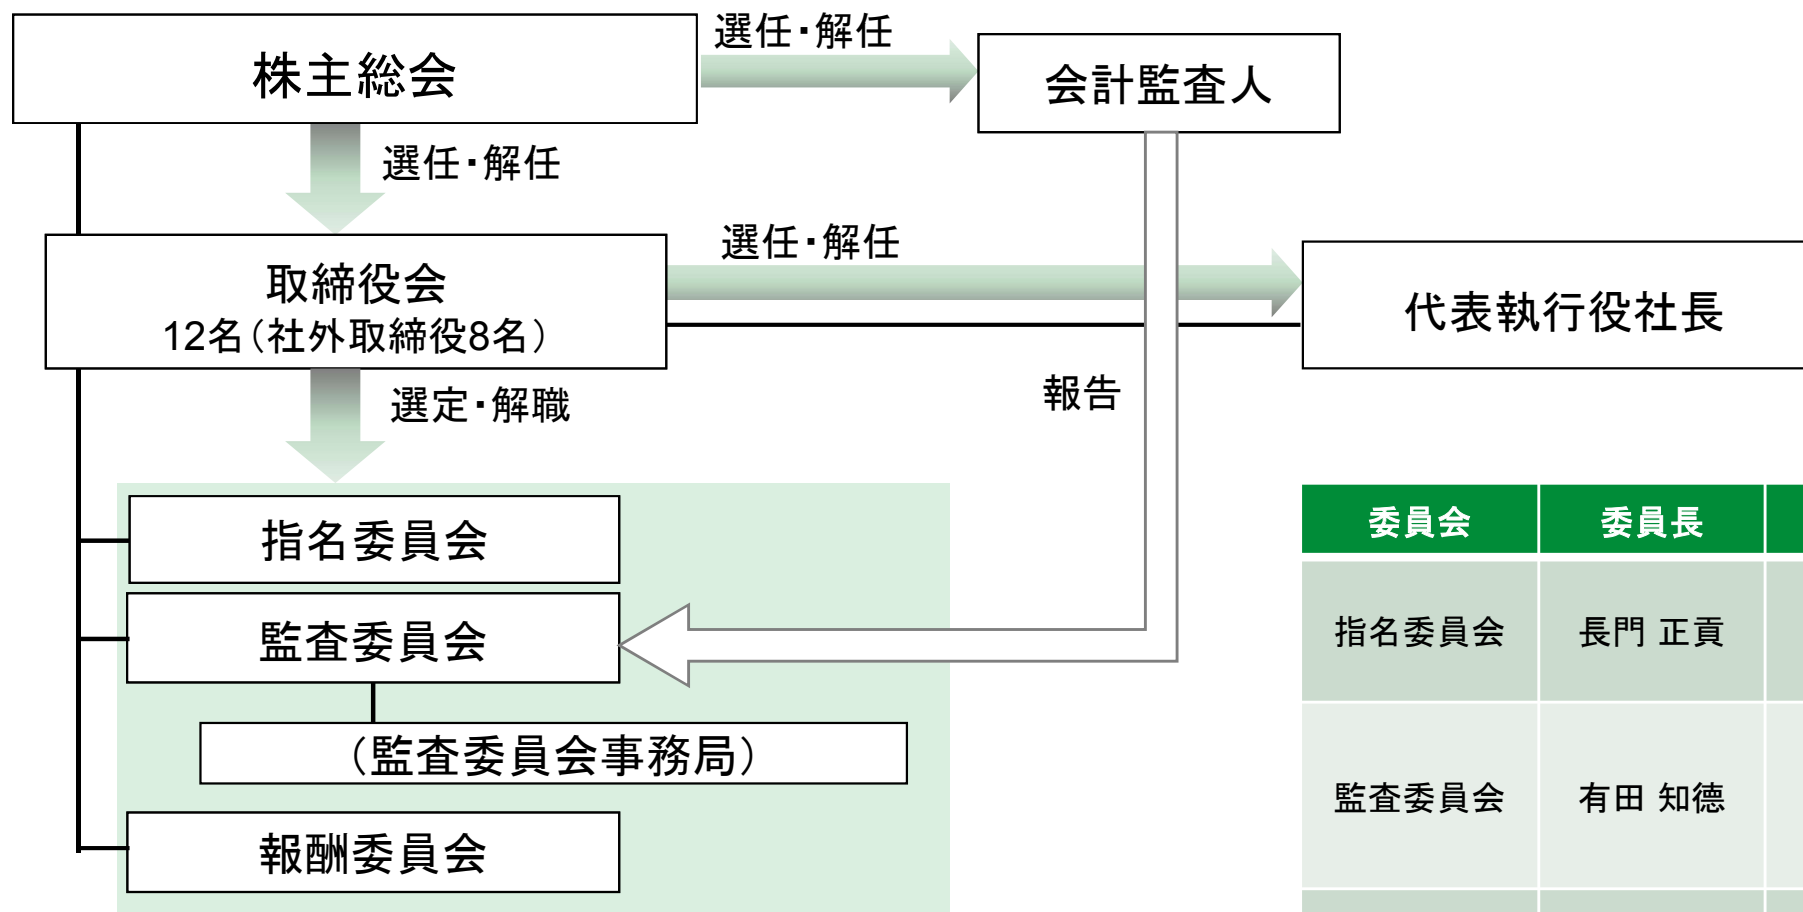 株主総会
選任・解任
会計監査人
選任・解任
取締役会
12名（社外取締役8名）
選任・解任
代表執行役社長
選定・解職
報告
指名委員会
監査委員会
（監査委員会事務局）
報酬委員会
委員会 委員長
指名委員会 長門 正貢
監査委員会 有田 知徳